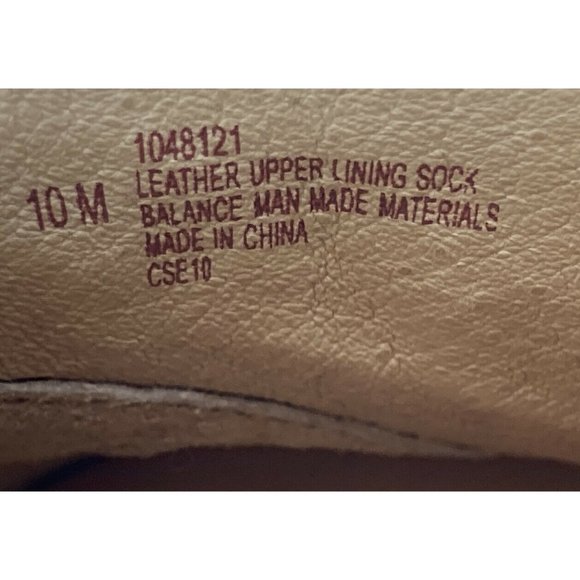 1048121
10 M LEATHER UPPER LINING SOCK
BALANCE MAN MADE MATERIALS
MADE IN CHINA
CSE10